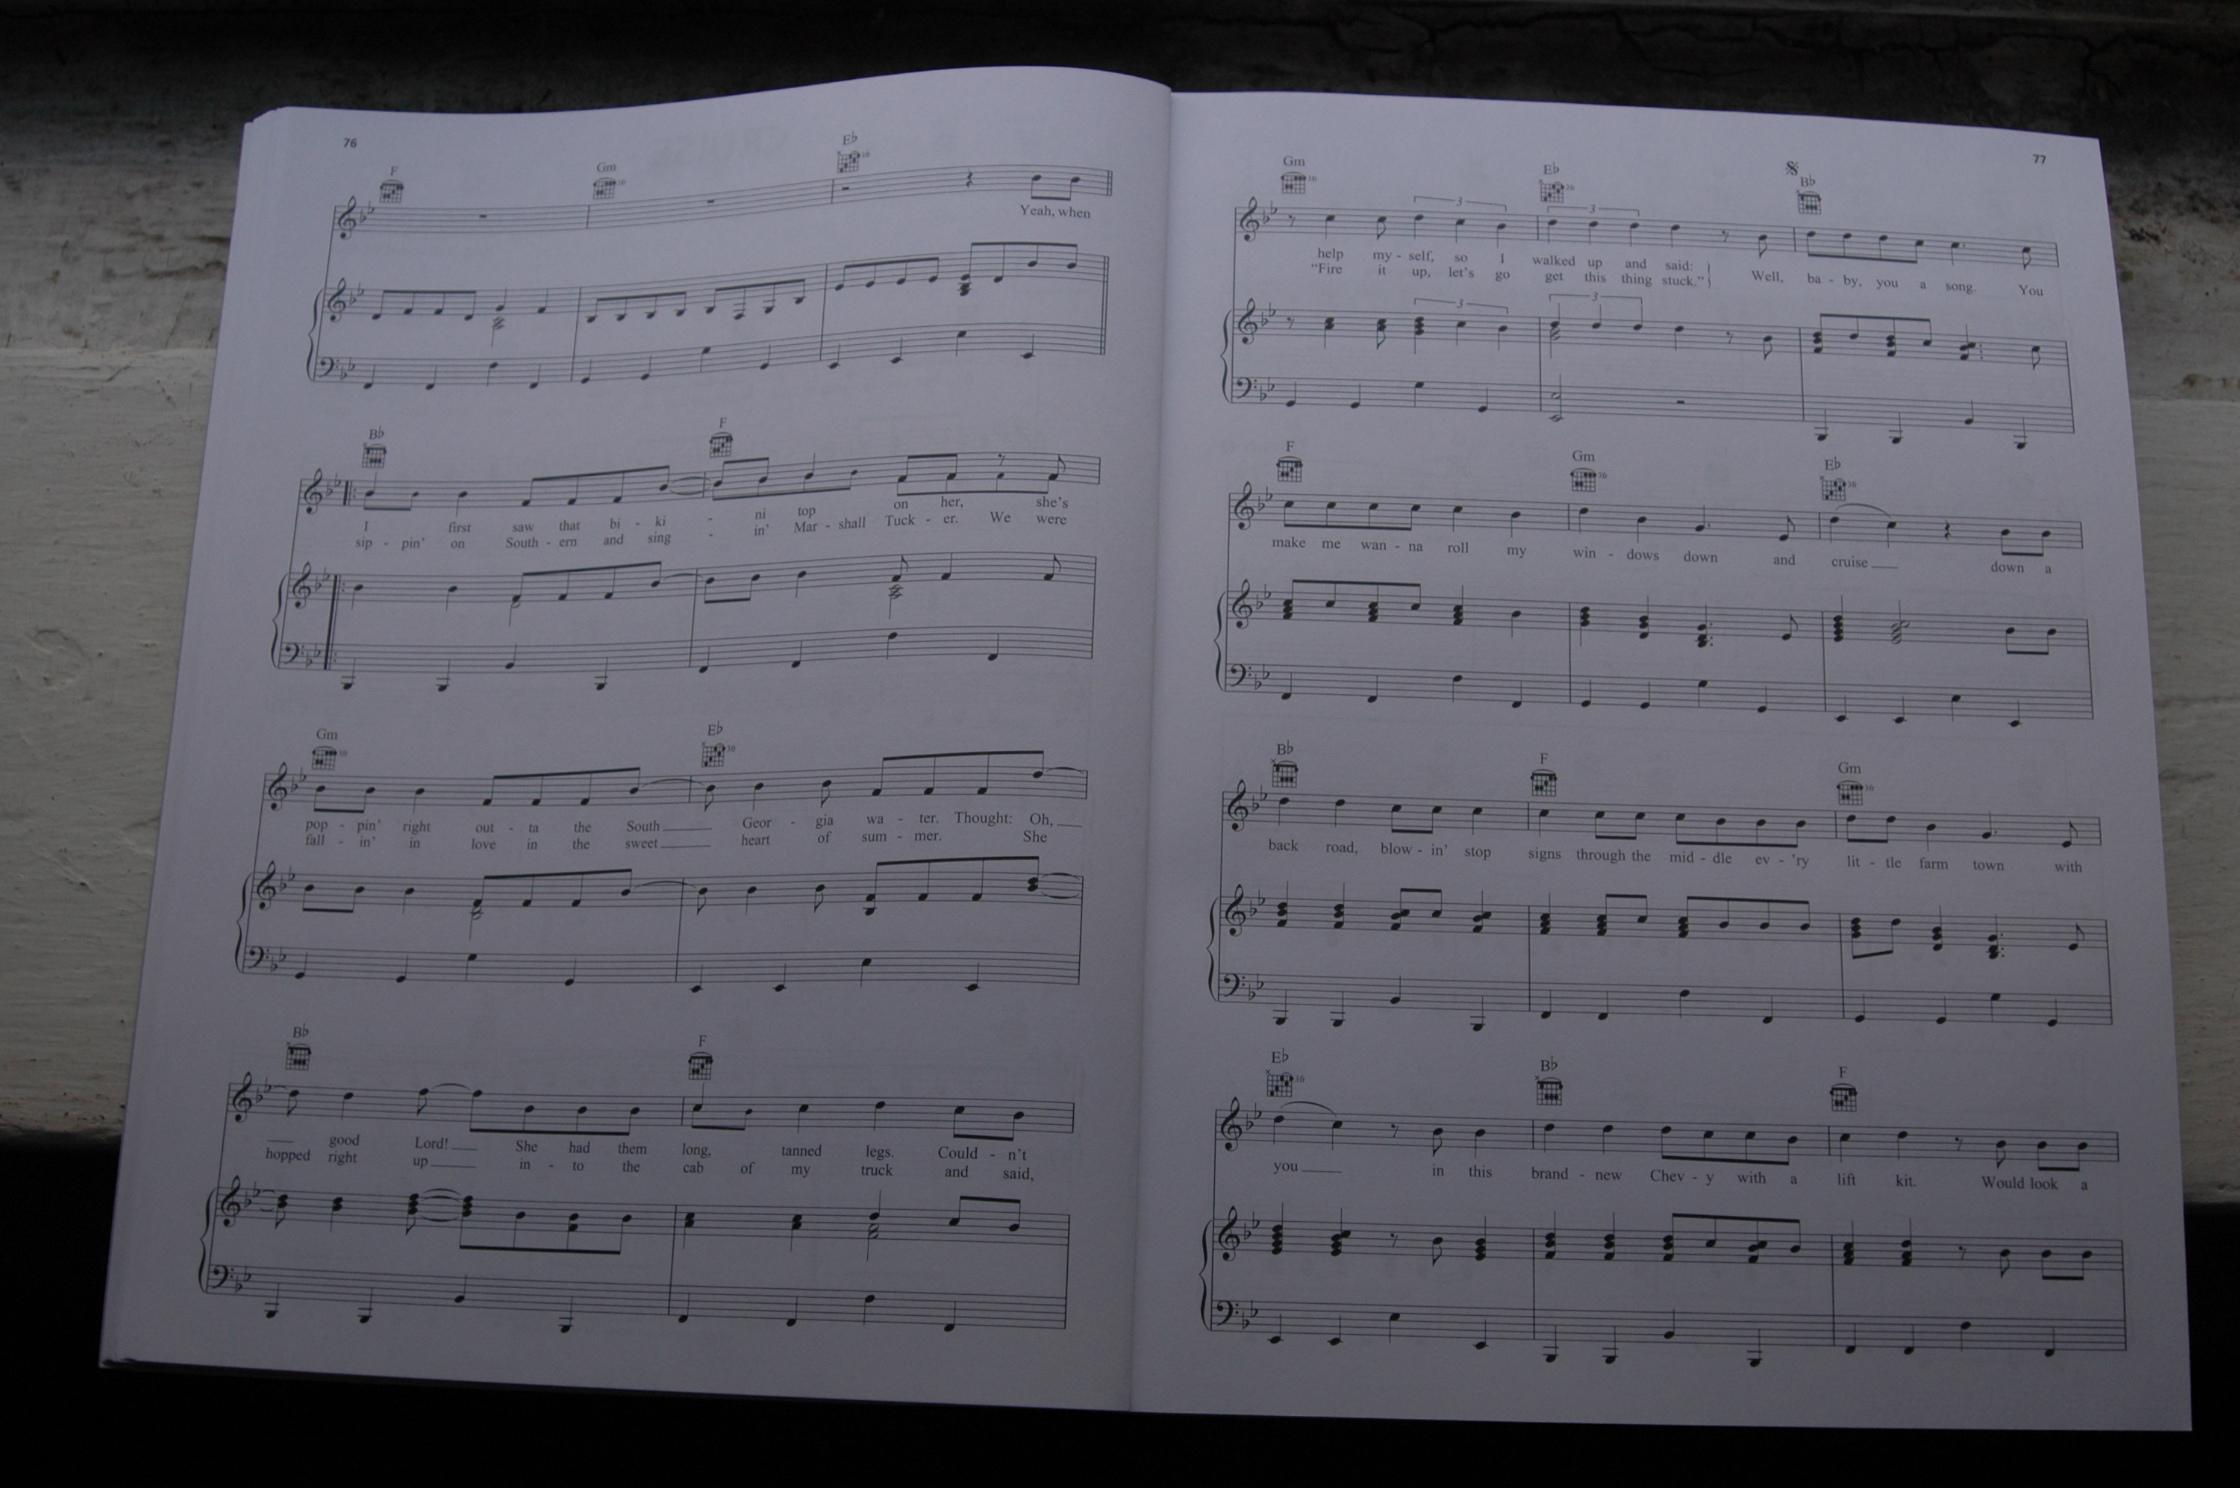 76
F Gm E♭
Yeah, when
B♭ F
I first saw that bi - ki - ni top on her, she's
sip - pin' on South - ern and sing - in' Mar - shall Tuck - er. We were
Gm E♭
pop - pin' right out - ta the South Geor - gia wa - ter. Thought: Oh,
fall - in' in love in the sweet heart of sum - mer. She
B♭ F
good Lord! She had them long, tanned legs. Could - n't
hopped right up in - to the cab of my truck and said,
77
Gm E♭ B♭
3 3
help my - self, so I walked up and said: Well, ba - by, you a song. You
"Fire it up, let's go get this thing stuck."
3 3
F Gm E♭
make me wan - na roll my win - dows down and cruise down a
B♭ F Gm
back road, blow - in' stop signs through the mid - dle ev - 'ry lit - tle farm town with
E♭ B♭ F
you in this brand - new Chev - y with a lift kit. Would look a